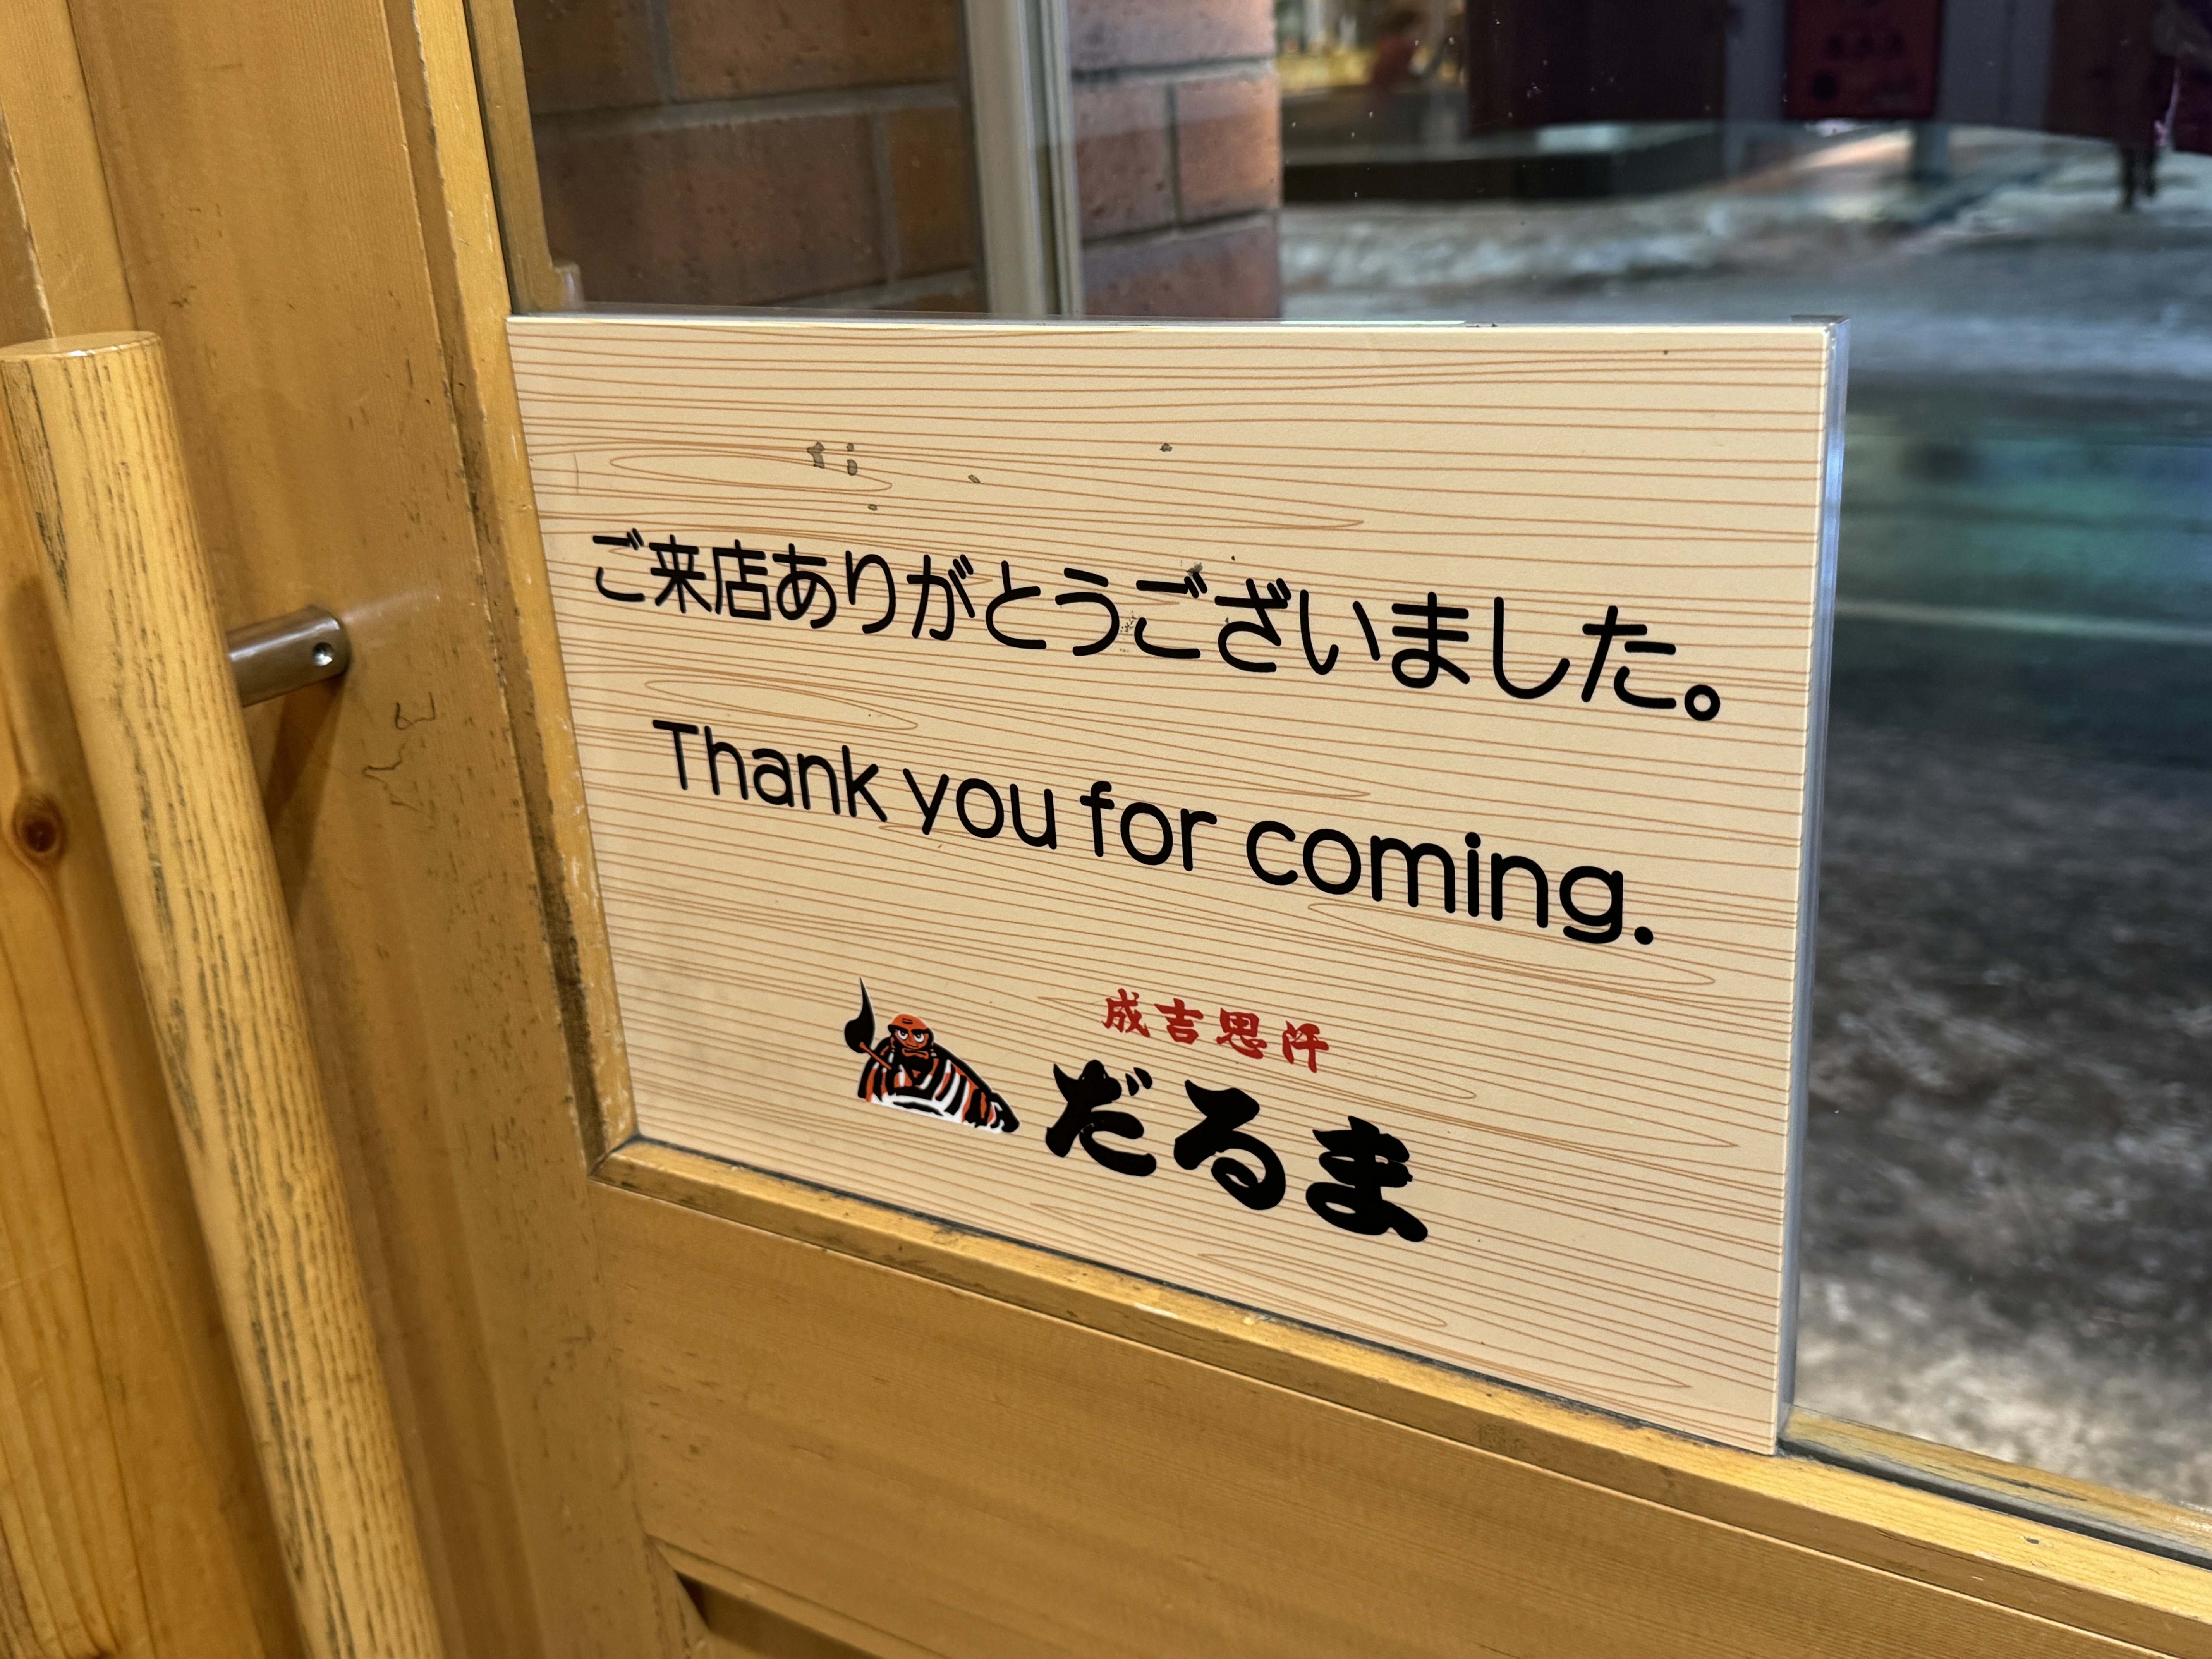 ご来店ありがとうございました。
Thank you for coming.
成吉思汗
だるま